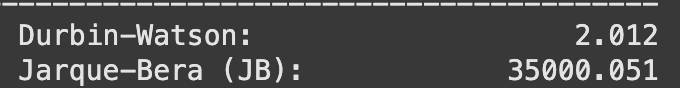 Durbin-Watson: 2.012
Jarque-Bera (JB): 35000.051